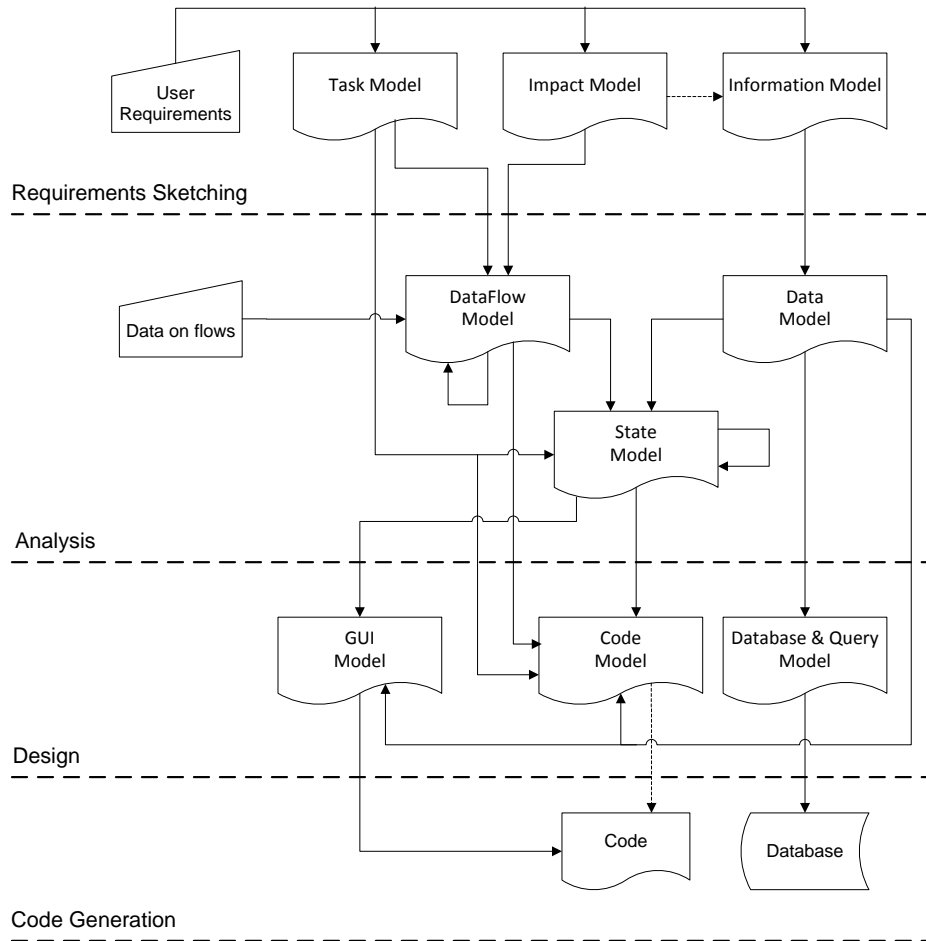 User
Requirements
Task Model
Impact Model
Information Model
Requirements Sketching
Data on flows
DataFlow
Model
Data
Model
State
Model
Analysis
GUI
Model
Code
Model
Database & Query
Model
Design
Code
Database
Code Generation